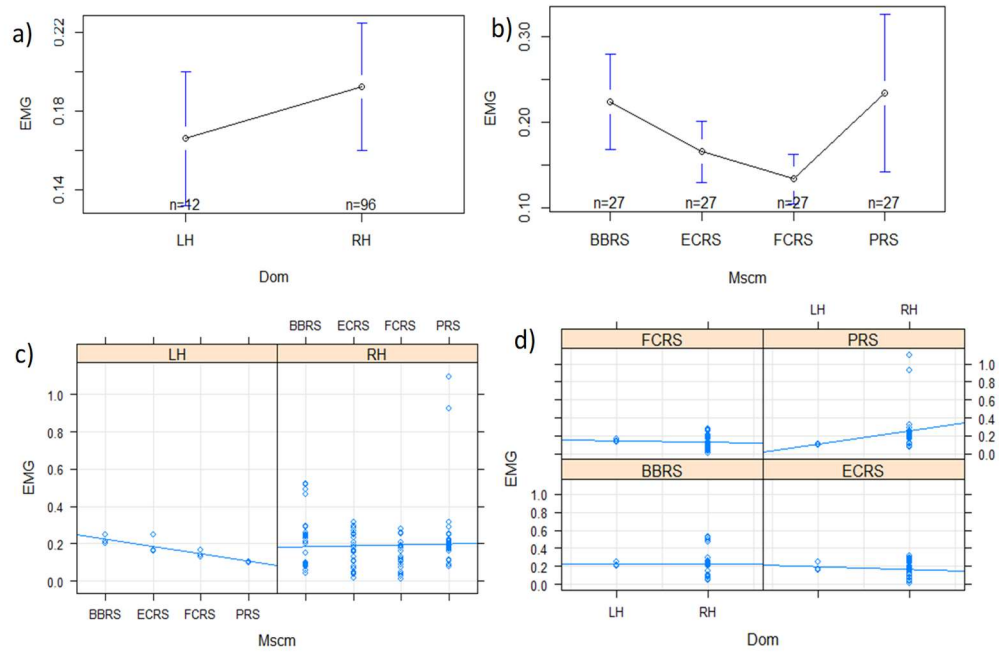 a)
EMG
0.22
0.18
0.14
n=42
n=96
LH
RH
Dom
b)
EMG
0.30
0.20
0.10
n=27
n=27
n=27
n=27
BBRS
ECRS
FCRS
PRS
Mscm
c)
BBRS
ECRS
FCRS
PRS
LH
RH
EMG
1.0
0.8
0.6
0.4
0.2
0.0
BBRS
ECRS
FCRS
PRS
Mscm
d)
LH
RH
FCRS
PRS
1.0
0.8
0.6
0.4
0.2
0.0
BBRS
ECRS
EMG
1.0
0.8
0.6
0.4
0.2
0.0
LH
RH
Dom